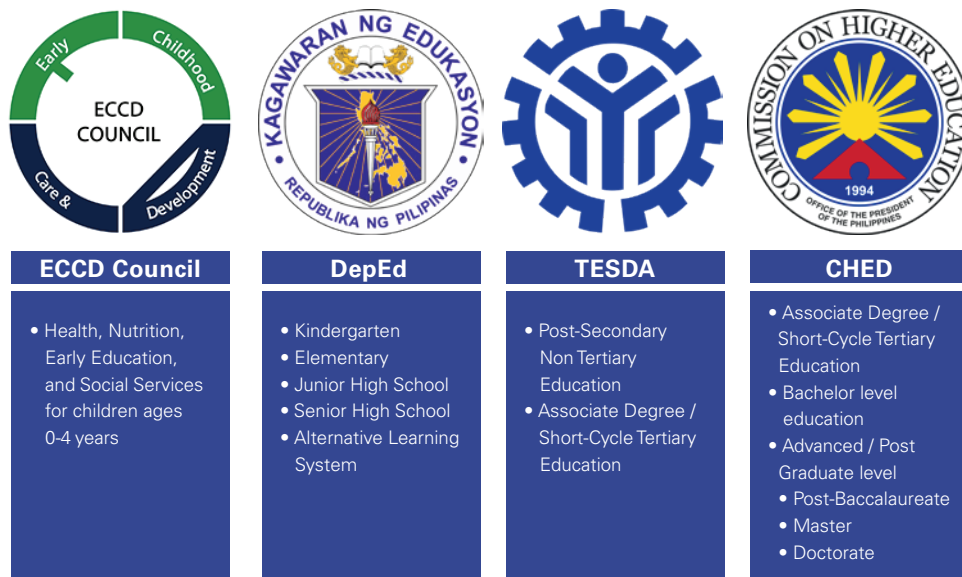 Early
Childhood
ECCD
COUNCIL
Care &
Development
KAGAWARAN NG EDUKASYON
REPUBLIKA NG PILIPINAS
COMMISSION ON HIGHER EDUCATION
1994
OFFICE OF THE PRESIDENT
OF THE PHILIPPINES
ECCD Council
• Health, Nutrition,
Early Education,
and Social Services
for children ages
0-4 years
DepEd
• Kindergarten
• Elementary
• Junior High School
• Senior High School
• Alternative Learning
System
TESDA
• Post-Secondary
Non Tertiary
Education
• Associate Degree /
Short-Cycle Tertiary
Education
CHED
• Associate Degree /
Short-Cycle Tertiary
Education
• Bachelor level
education
• Advanced / Post
Graduate level
• Post-Baccalaureate
• Master
• Doctorate